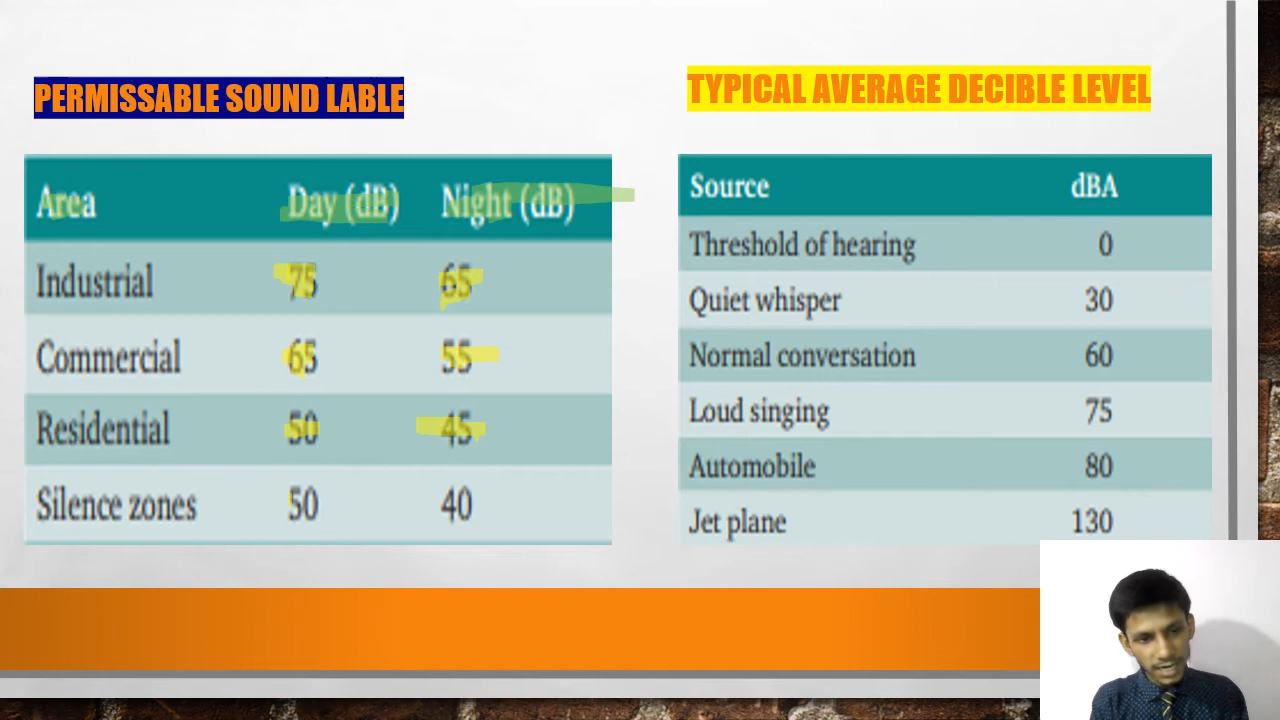 PERMISSABLE SOUND LABLE
Area Day (dB) Night (dB)
Industrial 75 65
Commercial 65 55
Residential 50 45
Silence zones 50 40
TYPICAL AVERAGE DECIBLE LEVEL
Source dBA
Threshold of hearing 0
Quiet whisper 30
Normal conversation 60
Loud singing 75
Automobile 80
Jet plane 130